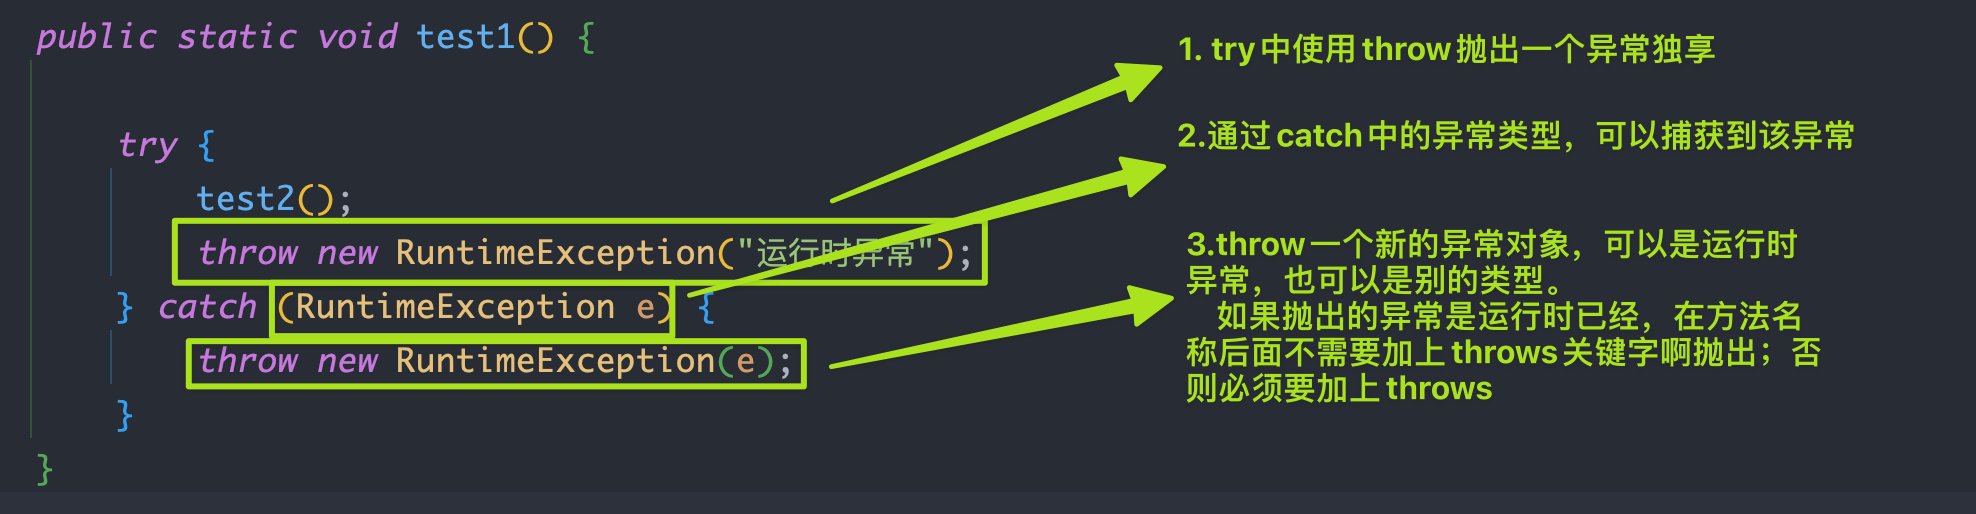 public static void test1() {
try {
test2();
throw new RuntimeException("运行时异常");
} catch (RuntimeException e) {
throw new RuntimeException(e);
}
}
1. try中使用throw抛出一个异常独享
2.通过catch中的异常类型，可以捕获到该异常
3.throw一个新的异常对象，可以是运行时
异常，也可以是别的类型。
如果抛出的异常是运行时已经，在方法名
称后面不需要加上throws关键字啊抛出；否
则必须要加上throws